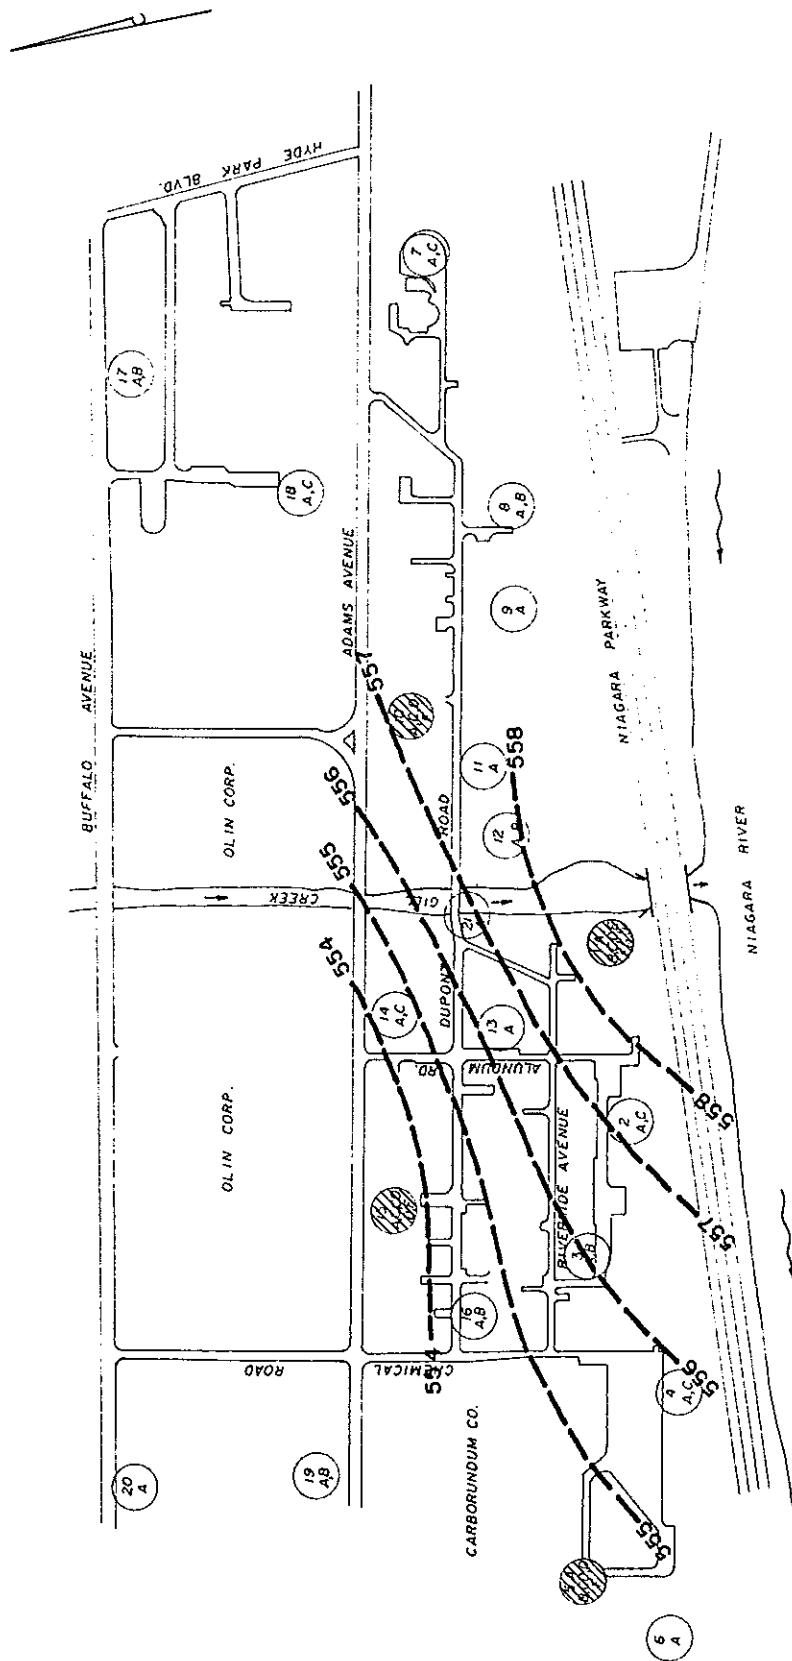 HYDE PARK BLVD.
BUFFALO AVENUE
ADAMS AVENUE
NIAGARA PARKWAY
NIAGARA RIVER
OLIN CORP.
OLIN CORP.
GILL CREEK
DUPONT ROAD
ALUNDUM RD.
RIVERSIDE AVENUE
CHEMICAL ROAD
CARBORUNDUM CO.
7
A,C
17
A,B
18
A,C
8
A,B
9
A
11
A
12
21
14
A,C
13
A
2
A,C
3
16
A,B
4
A,C
19
A,B
20
A
6
A
557
556
555
554
558
558
557
556
555
554